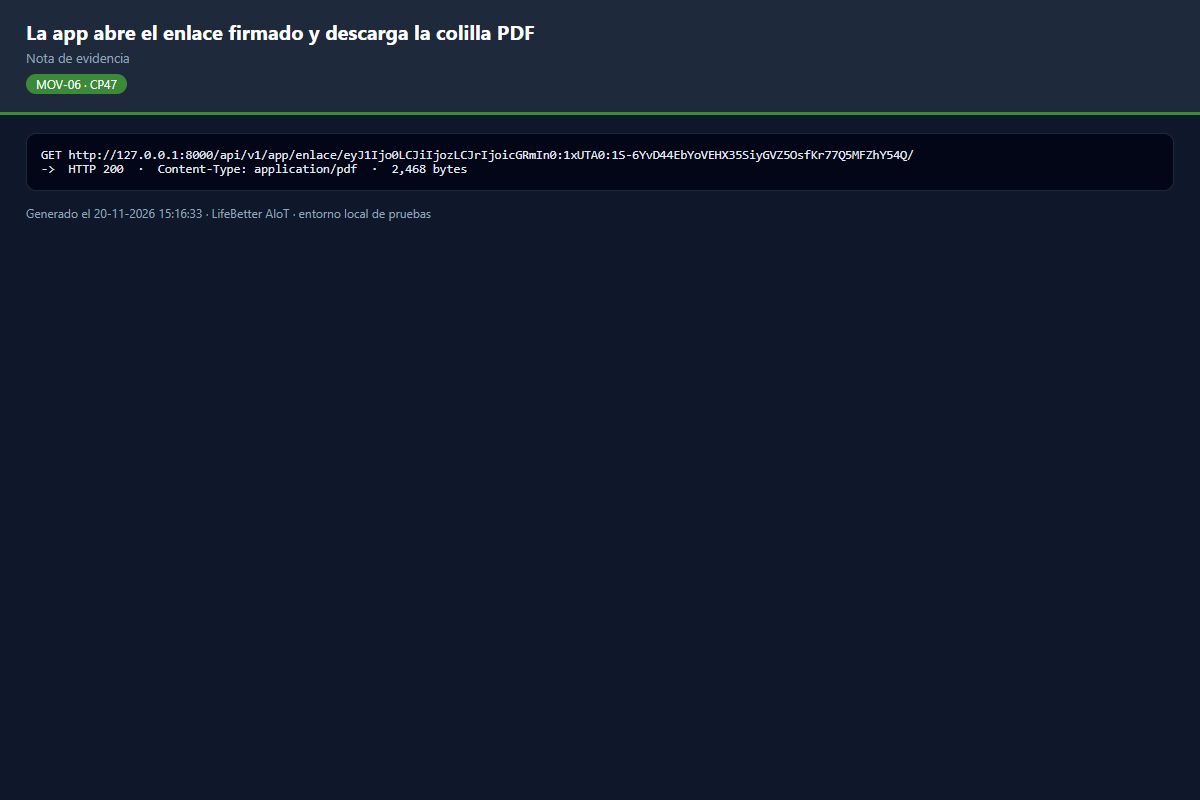 La app abre el enlace firmado y descarga la colilla PDF
Nota de evidencia
MOV-06 · CP47
GET http://127.0.0.1:8000/api/v1/app/enlace/eyJ1Ijo0LCJiIjozLCJrIjoicGRmIn0:1xUTA0:1S-6YvD44EbYoVEHX35SiyGVZ5OsfKr77Q5MFZhY54Q/
-> HTTP 200 · Content-Type: application/pdf · 2,468 bytes
Generado el 20-11-2026 15:16:33 · LifeBetter AIoT · entorno local de pruebas